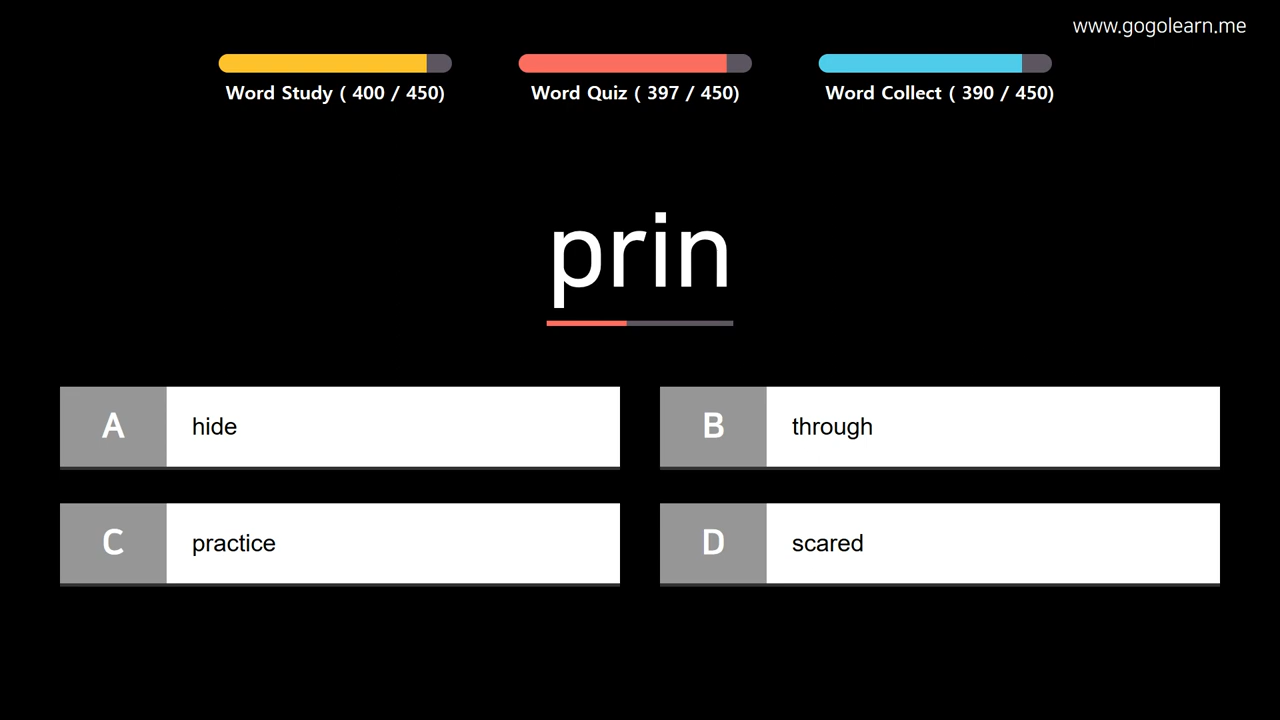 www.gogolearn.me
Word Study ( 400 / 450)
Word Quiz ( 397 / 450)
Word Collect ( 390 / 450)
prin
A hide
B through
C practice
D scared